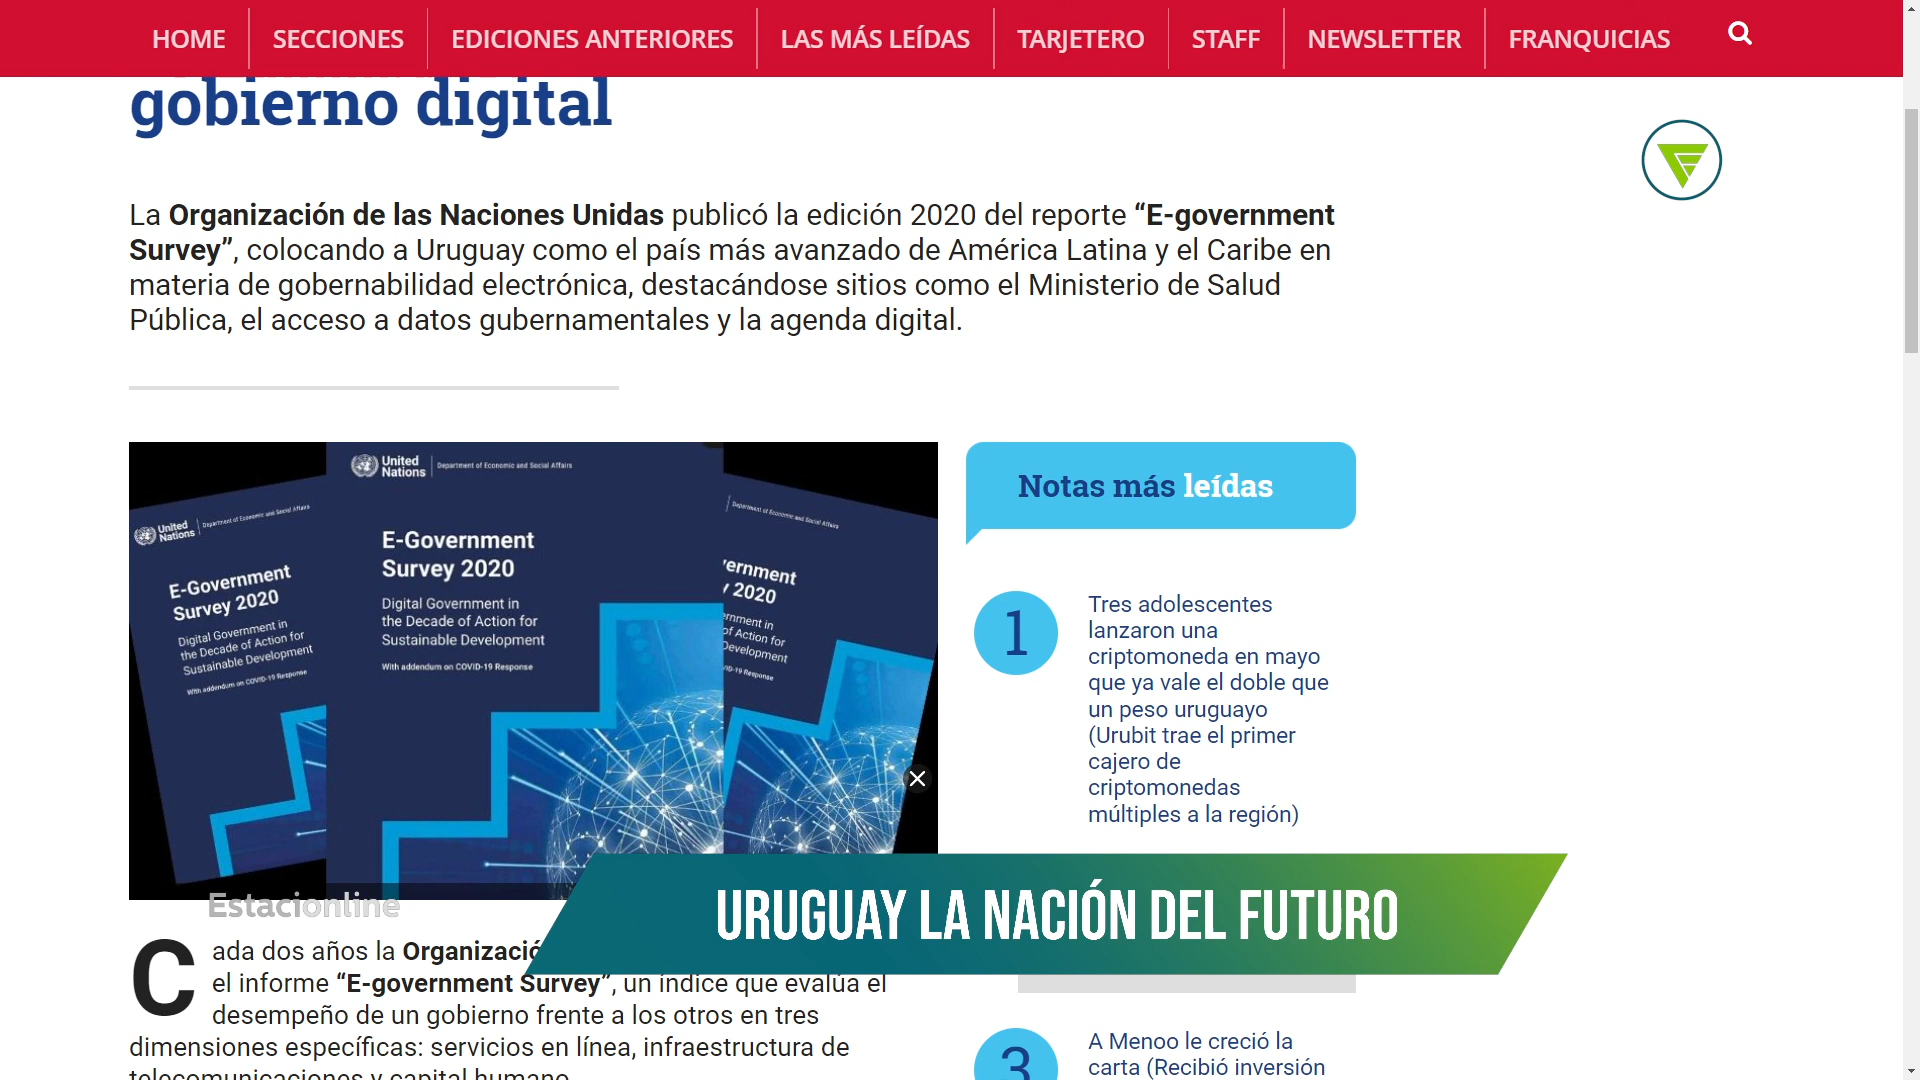 HOME SECCIONES EDICIONES ANTERIORES LAS MÁS LEÍDAS TARJETERO STAFF NEWSLETTER FRANQUICIAS
gobierno digital
La Organización de las Naciones Unidas publicó la edición 2020 del reporte “E-government
Survey”, colocando a Uruguay como el país más avanzado de América Latina y el Caribe en
materia de gobernabilidad electrónica, destacándose sitios como el Ministerio de Salud
Pública, el acceso a datos gubernamentales y la agenda digital.
United
Nations
Department of Economic and Social Affairs
E-Government
Survey 2020
Digital Government in
the Decade of Action for
Sustainable Development
With addendum on COVID-19 Response
United
Nations
Department of Economic and Social Affairs
E-Government
Survey 2020
Digital Government in
the Decade of Action for
Sustainable Development
With addendum on COVID-19 Response
Department of Economic and Social Affairs
ernment
2020
ernment in
of Action for
Development
-19 Response
Notas más leídas
1
Tres adolescentes
lanzaron una
criptomoneda en mayo
que ya vale el doble que
un peso uruguayo
(Urubit trae el primer
cajero de
criptomonedas
múltiples a la región)
Estacionline
URUGUAY LA NACIÓN DEL FUTURO
Cada dos años la Organizació
el informe “E-government Survey”, un índice que evalúa el
desempeño de un gobierno frente a los otros en tres
dimensiones específicas: servicios en línea, infraestructura de
telecomunicaciones y capital humano.
3
A Menoo le creció la
carta (Recibió inversión